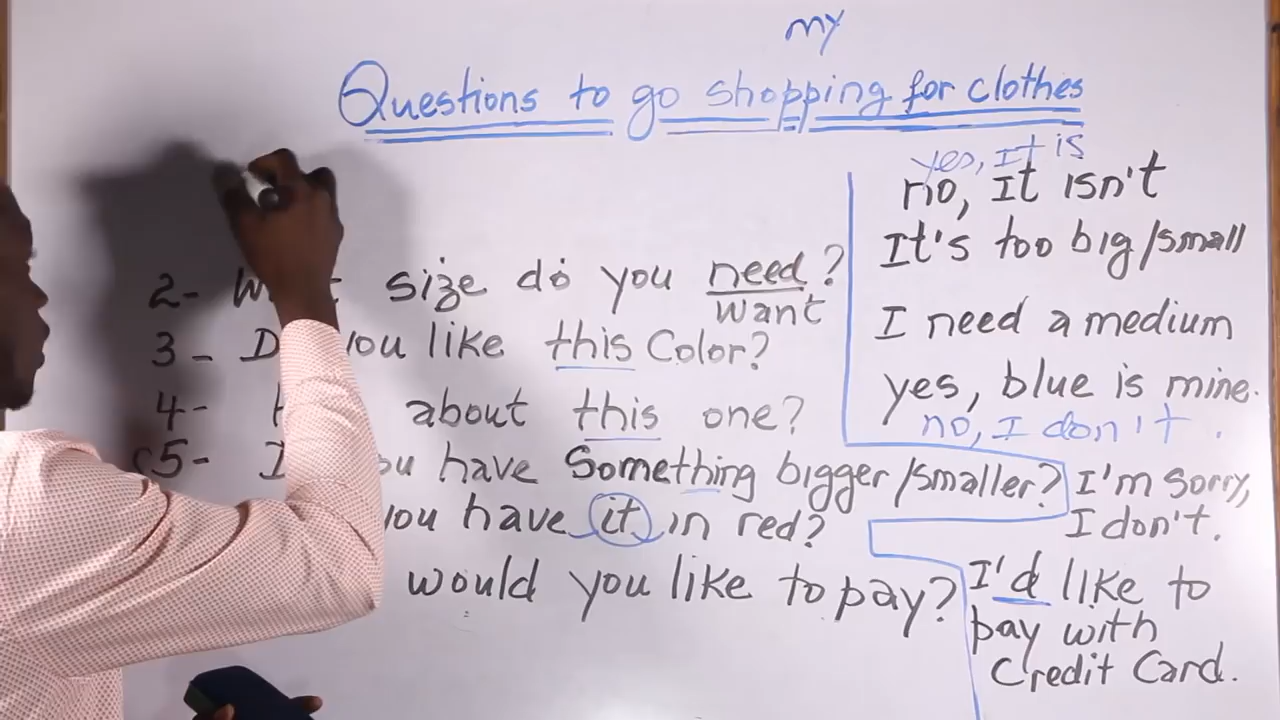 my
Questions to go shopping for clothes
yes, It is
no, It isn't
It's too big/small
2- size do you need?
want
I need a medium
3- you like this Color?
yes, blue is mine.
4- about this one?
no, I don't.
5- you have Something bigger/smaller?
I'm Sorry,
I don't.
you have it in red?
would you like to pay?
I'd like to
pay with
Credit Card.